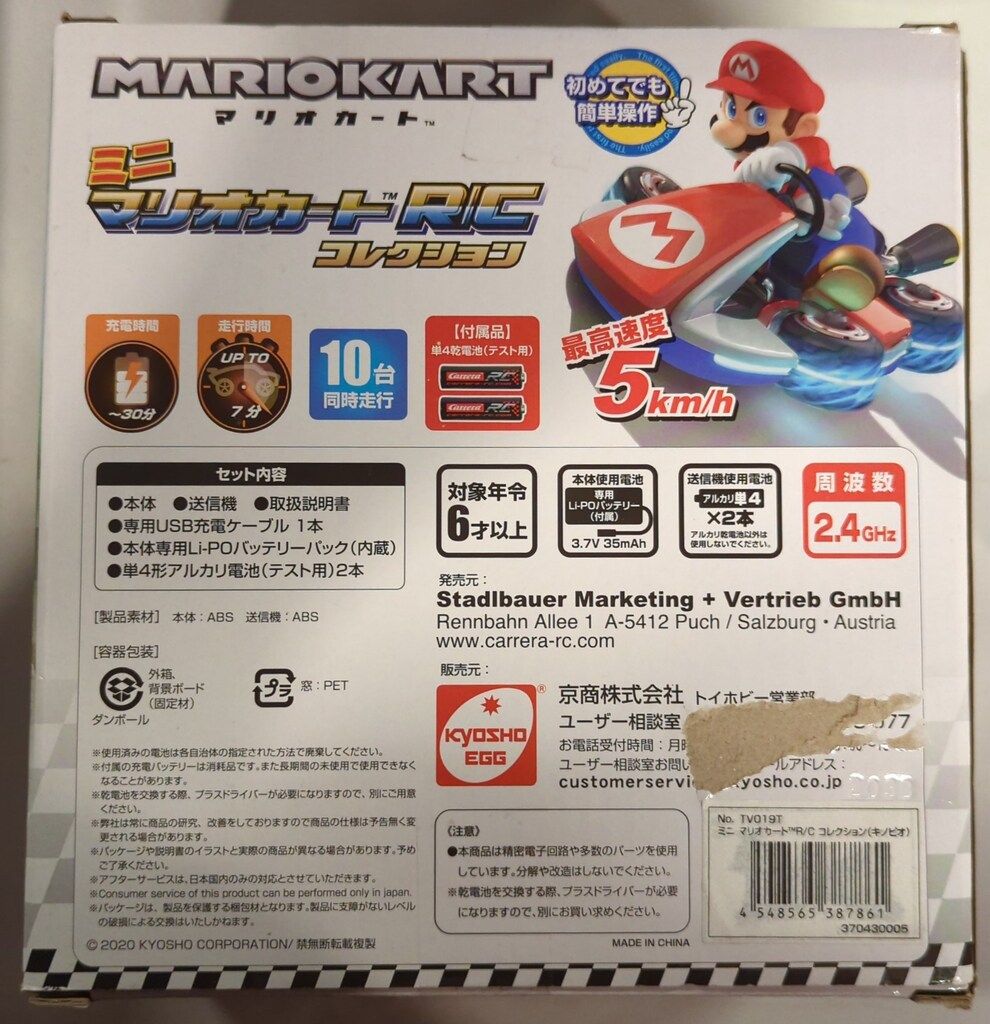 MARIOKART
マリオカート™
初めてでも
簡単操作
ミニ
マリオカート™ R/C
コレクション
M
最高速度
5km/h
充電時間
～30分
走行時間
UP TO
7分
10台
同時走行
【付属品】
単4乾電池(テスト用)
Carrera RC
Carrera RC
セット内容
●本体 ●送信機 ●取扱説明書
●専用USB充電ケーブル 1本
●本体専用Li-POバッテリーパック(内蔵)
●単4形アルカリ電池(テスト用)2本
対象年令
6才以上
本体使用電池
専用
Li-POバッテリー
(付属)
3.7V 35mAh
送信機使用電池
アルカリ単4
×2本
アルカリ乾電池以外は
使用しないでください。
周波数
2.4GHz
[製品素材] 本体:ABS 送信機:ABS
[容器包装]
外箱、
背景ボード
(固定材)
ダンボール
プラ
窓:PET
発売元:
Stadlbauer Marketing + Vertrieb GmbH
Rennbahn Allee 1 A-5412 Puch / Salzburg・Austria
www.carrera-rc.com
販売元:
KYOSHO
EGG
®
京商株式会社 トイホビー営業部
ユーザー相談室
077
お電話受付時間:月
ユーザー相談室お問い
ールアドレス:
customerservi
kyosho.co.jp
※使用済みの電池は各自治体の指定された方法で廃棄してください。
※付属の充電バッテリーは消耗品です。また長期間の未使用で使用できなく
なることがあります。
※乾電池を交換する際、プラスドライバーが必要になりますので、別にご用意
ください。
※弊社は常に商品の研究、改善をしておりますので商品の仕様は予告無く変
更される場合があります。
※パッケージや説明書のイラストと実際の商品が異なる場合があります。予め
ご了承ください。
※アフターサービスは、日本国内のみの対応とさせていただきます。
※Consumer service of this product can be performed only in japan.
※パッケージは、製品を保護する梱包材となります。製品に支障がないレベル
の破損による交換はいたしかねます。
© 2020 KYOSHO CORPORATION/ 禁無断転載複製
〈注意〉
●本商品は精密電子回路や多数のパーツを使用
しています。分解や改造はしないでください。
※乾電池を交換する際、プラスドライバーが必要
になりますので、別にお買い求めください。
MADE IN CHINA
No. TV019T
ミニ マリオカート™R/C コレクション(キノピオ)
4 548565 387861
370430005